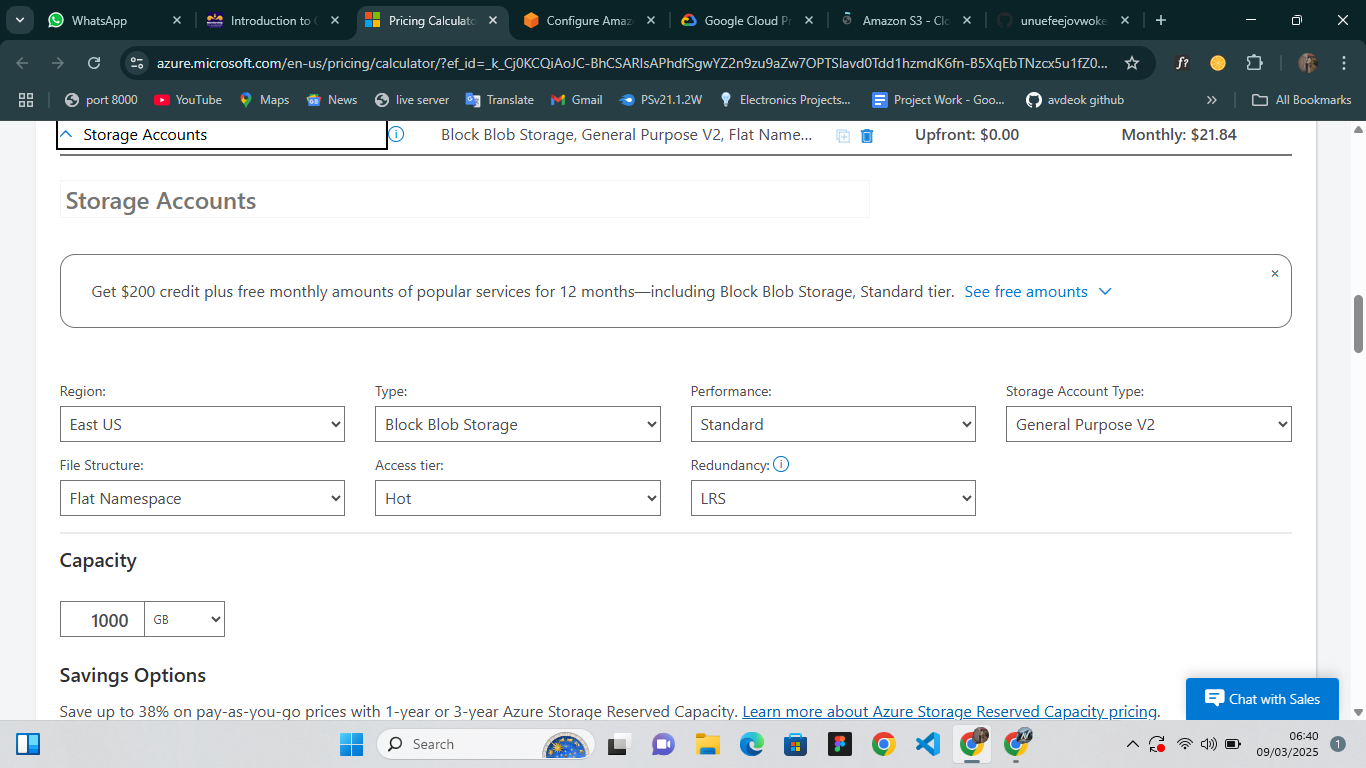 WhatsApp
Introduction to C
Pricing Calculato
Configure Amaz
Google Cloud Pr
Amazon S3 - Clo
unuefeejovwoke
azure.microsoft.com/en-us/pricing/calculator/?ef_id=_k_Cj0KCQiAoJC-BhCSARIsAPhdfSgwYZ2n9zu9aZw7OPTSlavd0Tdd1hzmdK6fn-B5XqEbTNzcx5u1fZ0...
port 8000
YouTube
Maps
News
live server
Translate
Gmail
PSv21.1.2W
Electronics Projects...
Project Work - Goo...
avdeok github
»
All Bookmarks
Storage Accounts
Block Blob Storage, General Purpose V2, Flat Name...
Upfront: $0.00
Monthly: $21.84
Storage Accounts
Get $200 credit plus free monthly amounts of popular services for 12 months—including Block Blob Storage, Standard tier. See free amounts
Region:
Type:
Performance:
Storage Account Type:
East US
Block Blob Storage
Standard
General Purpose V2
File Structure:
Access tier:
Redundancy:
Flat Namespace
Hot
LRS
Capacity
1000
GB
Savings Options
Save up to 38% on pay-as-you-go prices with 1-year or 3-year Azure Storage Reserved Capacity. Learn more about Azure Storage Reserved Capacity pricing.
Chat with Sales
Search
06:40
09/03/2025
1